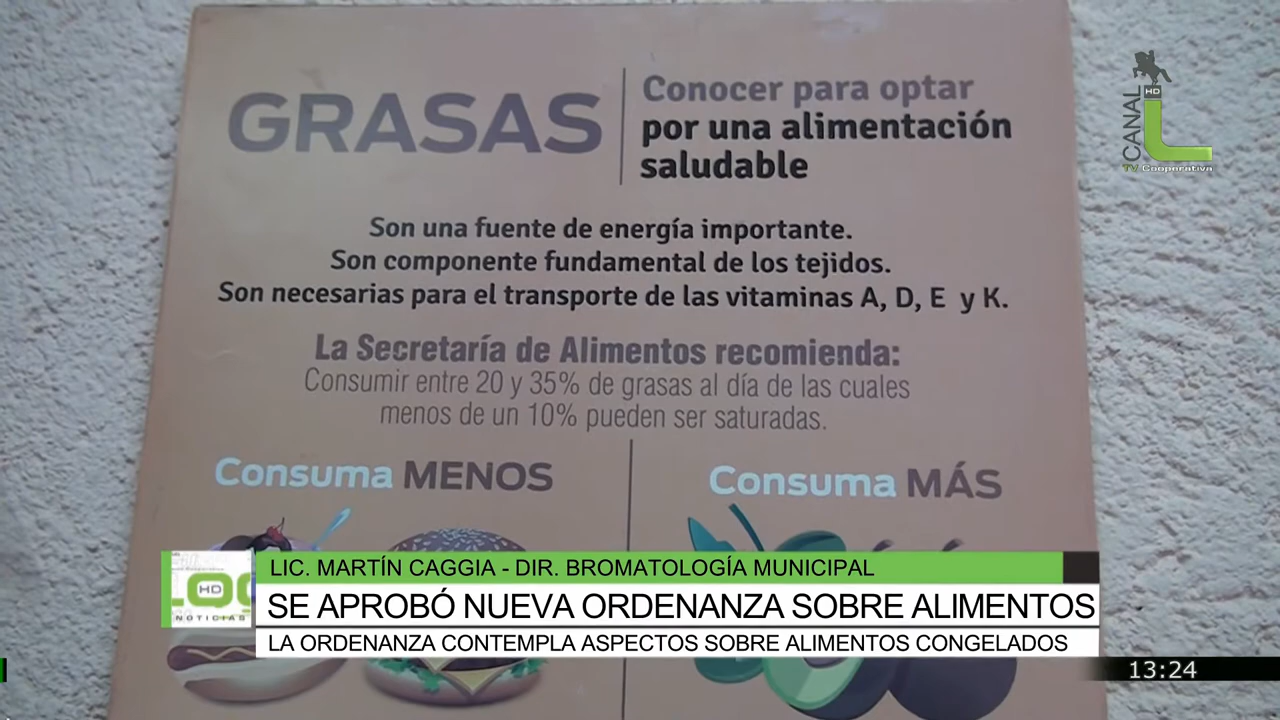 GRASAS
Conocer para optar
por una alimentación
saludable
Son una fuente de energía importante.
Son componente fundamental de los tejidos.
Son necesarias para el transporte de las vitaminas A, D, E y K.
La Secretaría de Alimentos recomienda:
Consumir entre 20 y 35% de grasas al día de las cuales
menos de un 10% pueden ser saturadas.
Consuma MENOS
Consuma MÁS
CANAL
HD
L
TV Cooperativa
HD
NOTICIAS
LIC. MARTÍN CAGGIA - DIR. BROMATOLOGÍA MUNICIPAL
SE APROBÓ NUEVA ORDENANZA SOBRE ALIMENTOS
LA ORDENANZA CONTEMPLA ASPECTOS SOBRE ALIMENTOS CONGELADOS
13:24